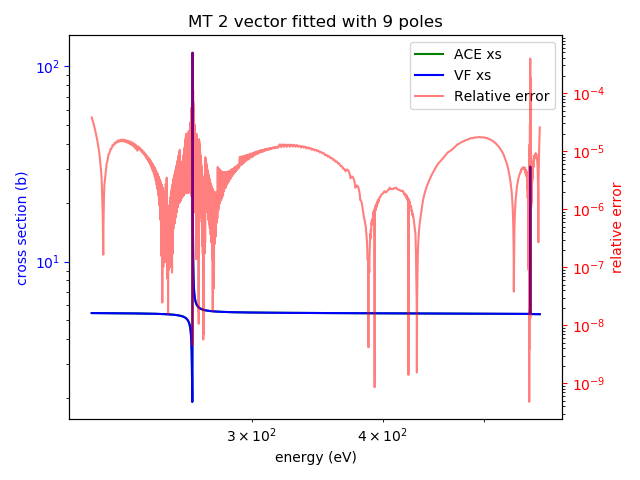 MT 2 vector fitted with 9 poles
ACE xs
VF xs
Relative error
10²
10¹
cross section (b)
10⁻⁴
10⁻⁵
10⁻⁶
10⁻⁷
10⁻⁸
10⁻⁹
relative error
3 × 10² 4 × 10²
energy (eV)